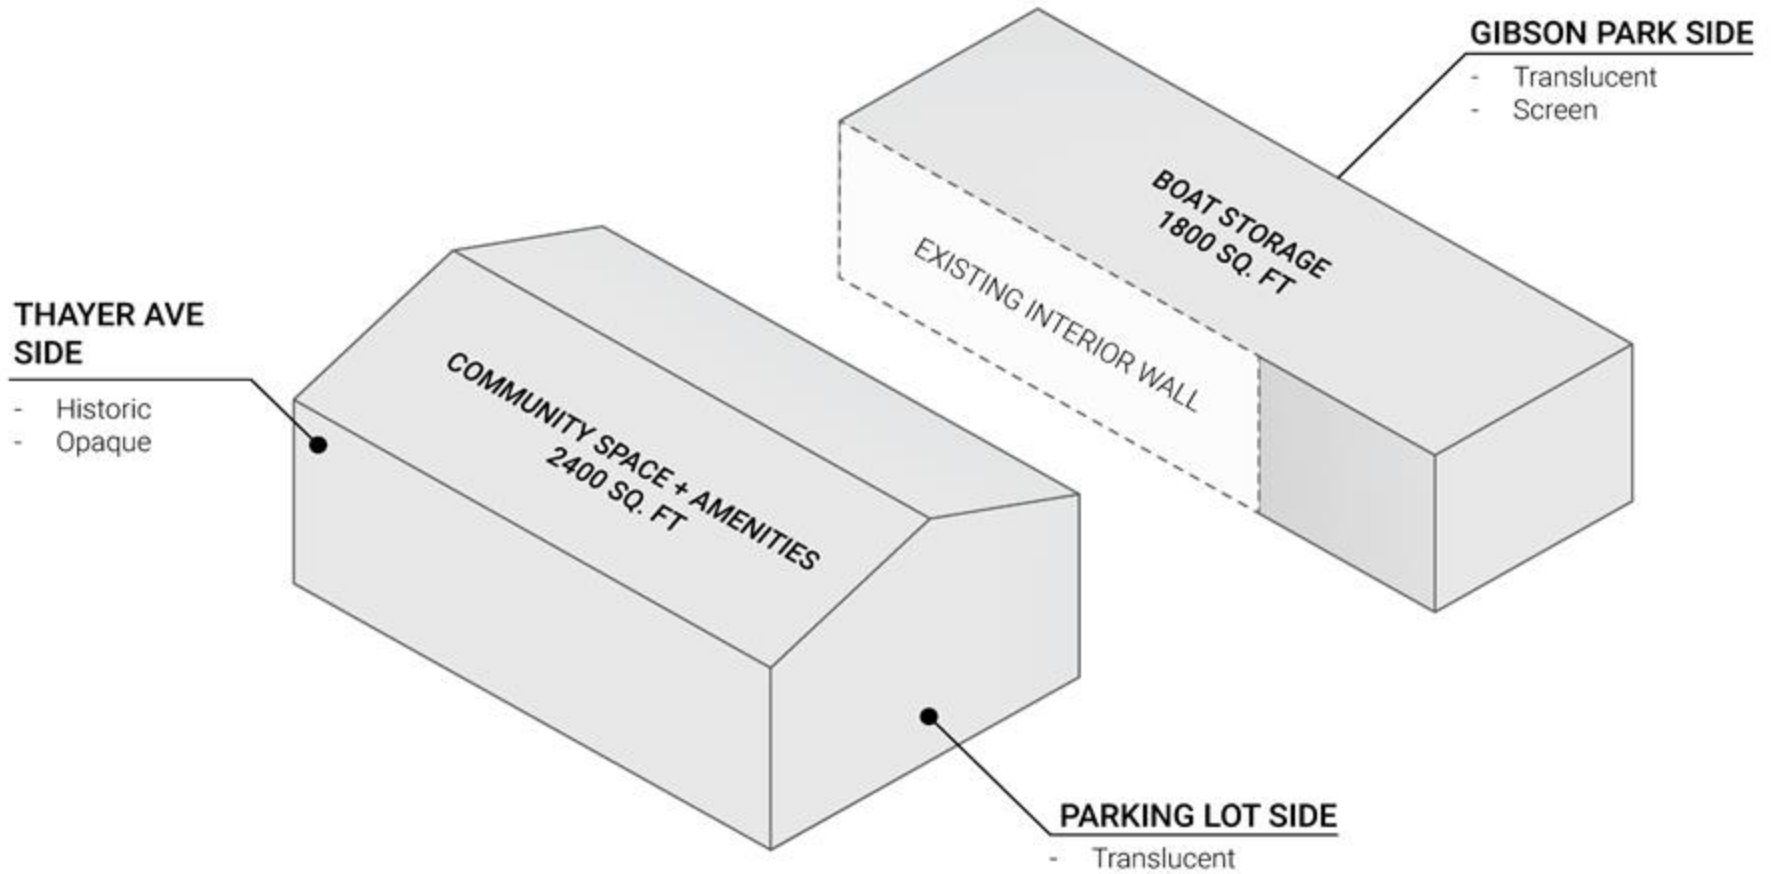 GIBSON PARK SIDE
- Translucent
- Screen
BOAT STORAGE
1800 SQ. FT
EXISTING INTERIOR WALL
THAYER AVE
SIDE
- Historic
- Opaque
COMMUNITY SPACE + AMENITIES
2400 SQ. FT
PARKING LOT SIDE
- Translucent